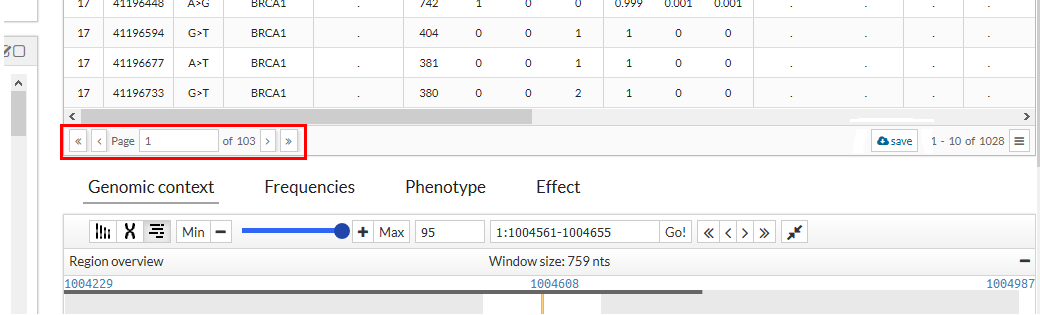 17 41196448 A>G BRCA1 . 742 1 0 0 0.999 0.001 0.001 . . . .
17 41196594 G>T BRCA1 . 404 0 0 1 1 0 0 . . . .
17 41196677 A>T BRCA1 . 381 0 0 1 1 0 0 . . . .
17 41196733 G>T BRCA1 . 380 0 0 2 1 0 0 . . . .
« ‹ Page 1 of 103 › » save 1 - 10 of 1028
Genomic context Frequencies Phenotype Effect
Min Max 95 1:1004561-1004655 Go!
Region overview Window size: 759 nts
1004229 1004608 1004987